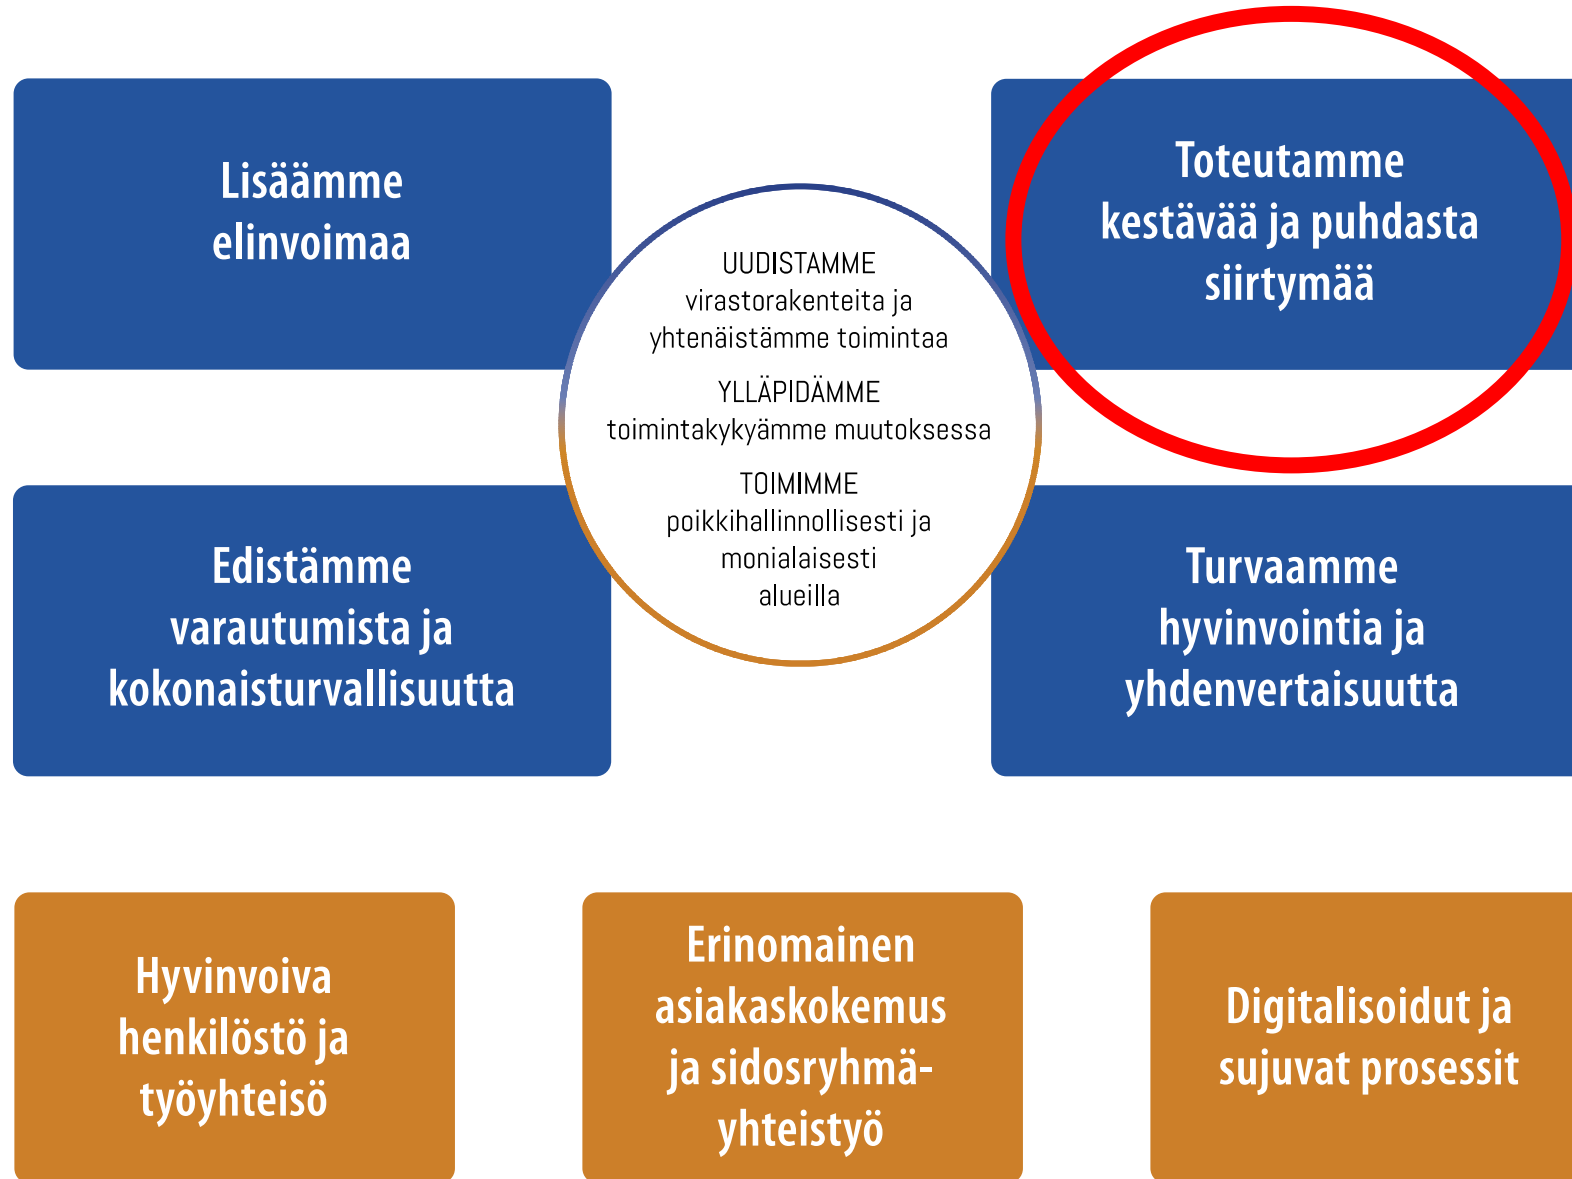 Lisäämme
elinvoimaa
Toteutamme
kestävää ja puhdasta
siirtymää
UUDISTAMME
virastorakenteita ja
yhtenäistämme toimintaa
YLLÄPIDÄMME
toimintakykyämme muutoksessa
TOIMIMME
poikkihallinnollisesti ja
monialaisesti
alueilla
Edistämme
varautumista ja
kokonaisturvallisuutta
Turvaamme
hyvinvointia ja
yhdenvertaisuutta
Hyvinvoiva
henkilöstö ja
työyhteisö
Erinomainen
asiakaskokemus
ja sidosryhmä-
yhteistyö
Digitalisoidut ja
sujuvat prosessit